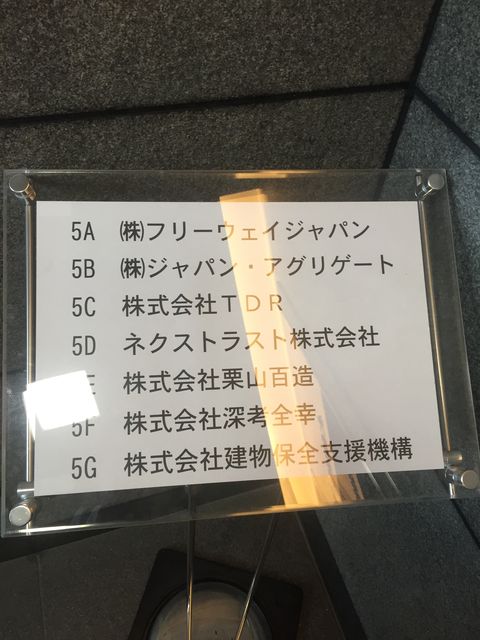 5A ㈱フリーウェイジャパン
5B ㈱ジャパン・アグリゲート
5C 株式会社ＴＤＲ
5D ネクストラスト株式会社
E 株式会社栗山百造
5F 株式会社深考全幸
5G 株式会社建物保全支援機構